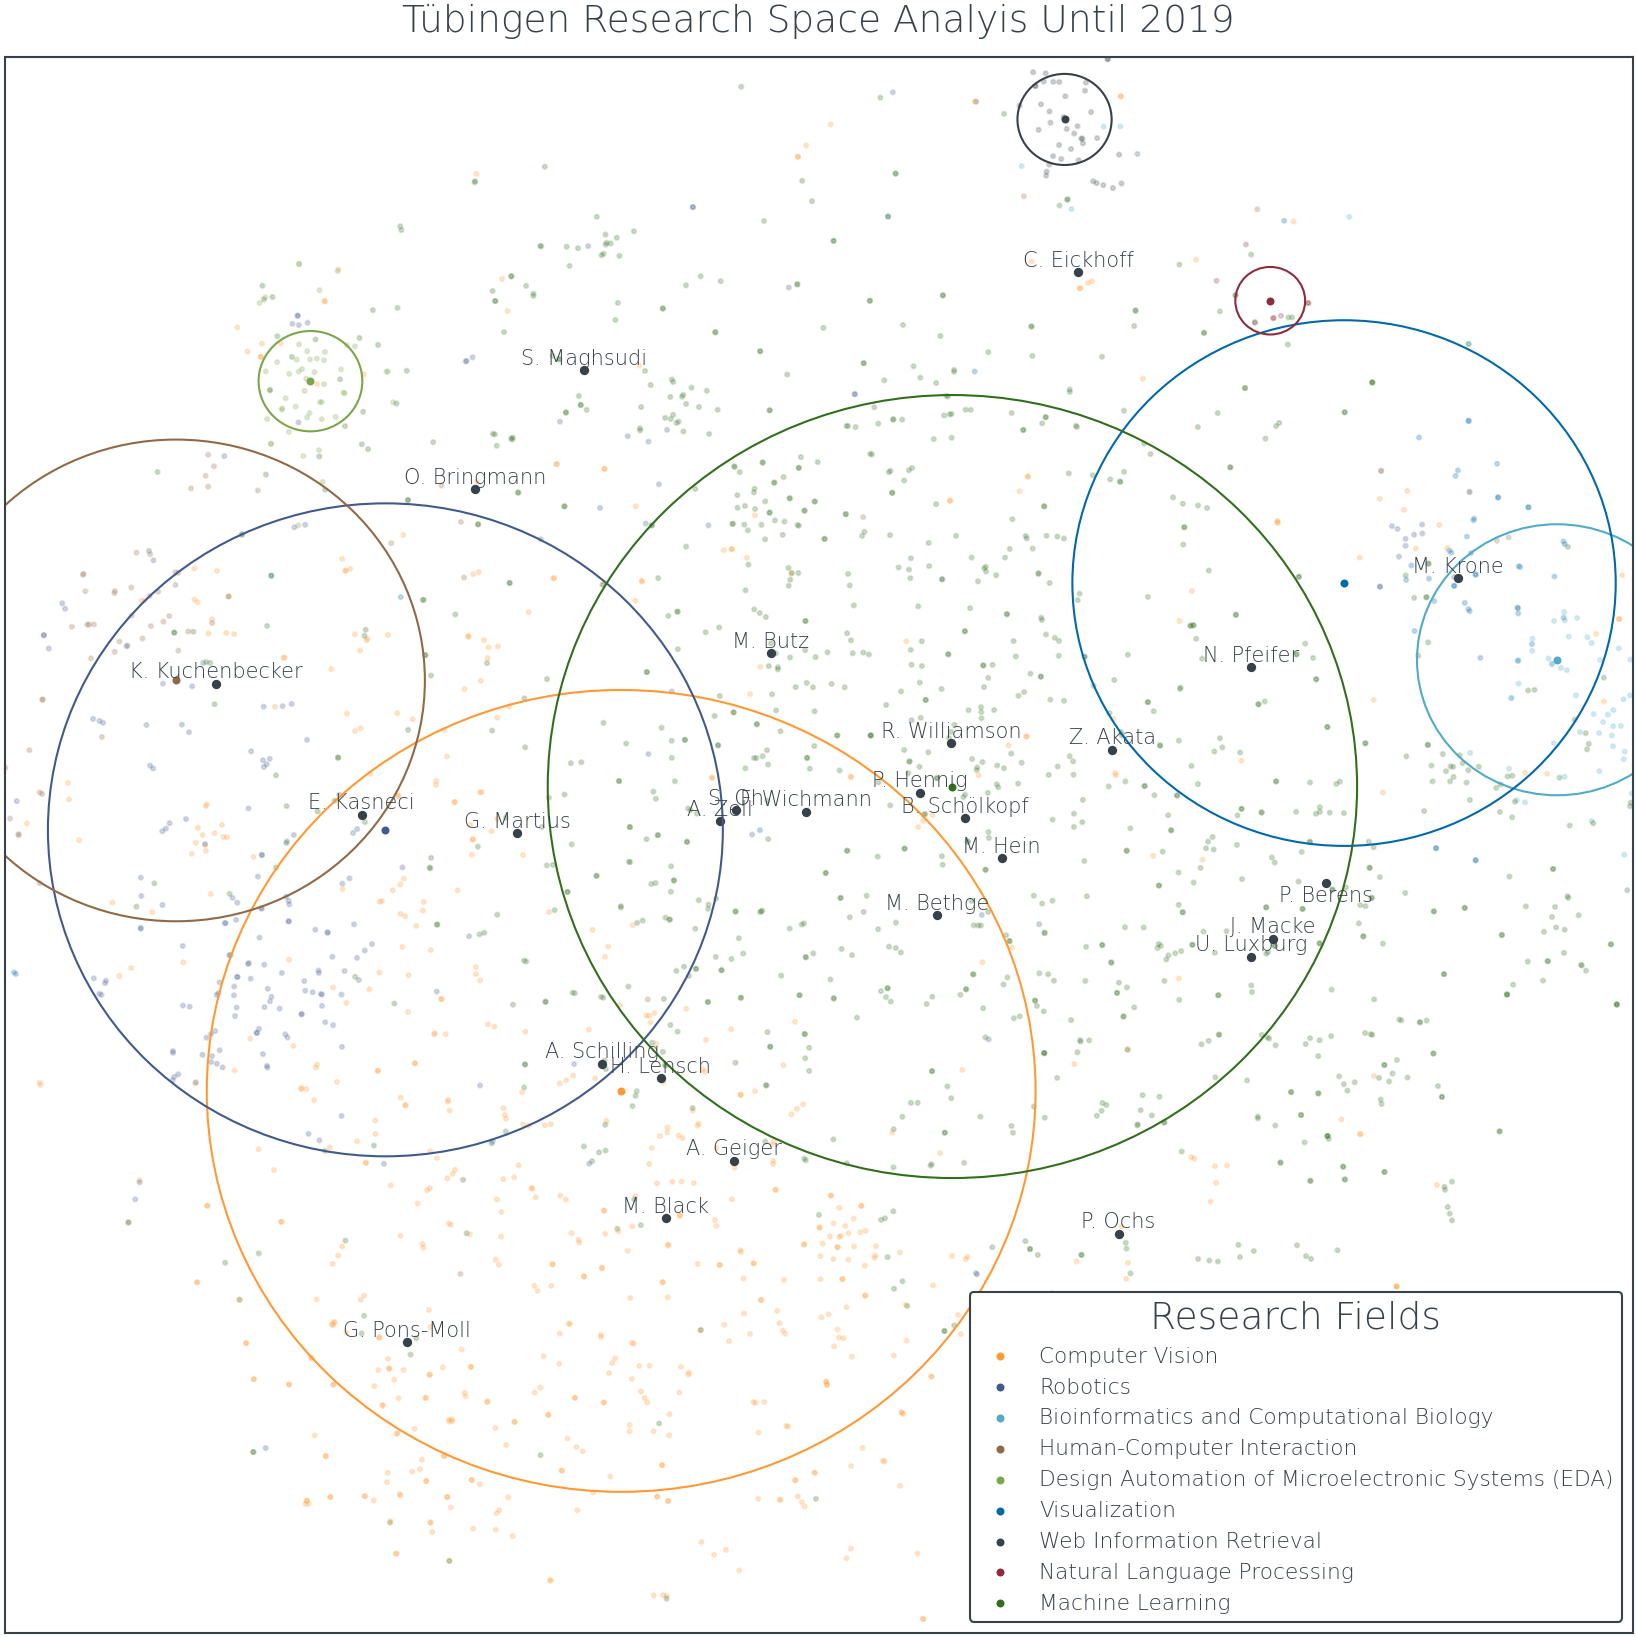 Tübingen Research Space Analyis Until 2019
C. Eickhoff
S. Maghsudi
O. Bringmann
M. Krone
M. Butz
N. Pfeifer
K. Kuchenbecker
R. Williamson
Z. Akata
P. Hennig
E. Kasneci
F. Wichmann
A. Zell
B. Schölkopf
G. Martius
M. Hein
P. Berens
M. Bethge
J. Macke
U. Luxburg
A. Schilling
H. Lensch
A. Geiger
M. Black
P. Ochs
G. Pons-Moll
Research Fields
Computer Vision
Robotics
Bioinformatics and Computational Biology
Human-Computer Interaction
Design Automation of Microelectronic Systems (EDA)
Visualization
Web Information Retrieval
Natural Language Processing
Machine Learning